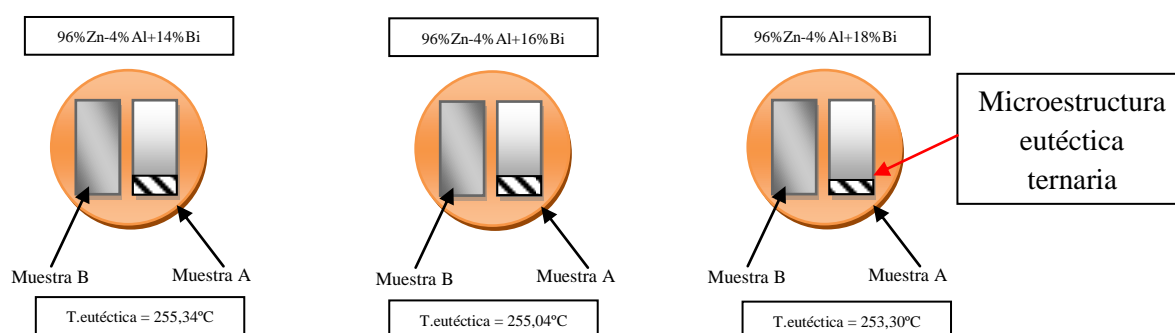 96%Zn-4%Al+14%Bi
96%Zn-4%Al+16%Bi
96%Zn-4%Al+18%Bi
Microestructura
eutéctica
ternaria
Muestra B
Muestra A
Muestra B
Muestra A
Muestra B
Muestra A
T.eutéctica = 255,34ºC
T.eutéctica = 255,04ºC
T.eutéctica = 253,30ºC